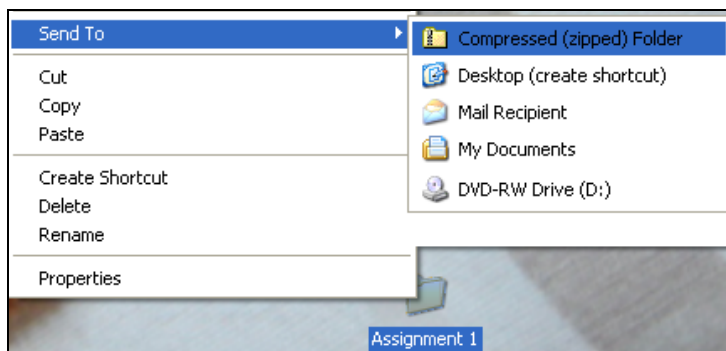 Send To
Cut
Copy
Paste
Create Shortcut
Delete
Rename
Properties
Compressed (zipped) Folder
Desktop (create shortcut)
Mail Recipient
My Documents
DVD-RW Drive (D:)
Assignment 1